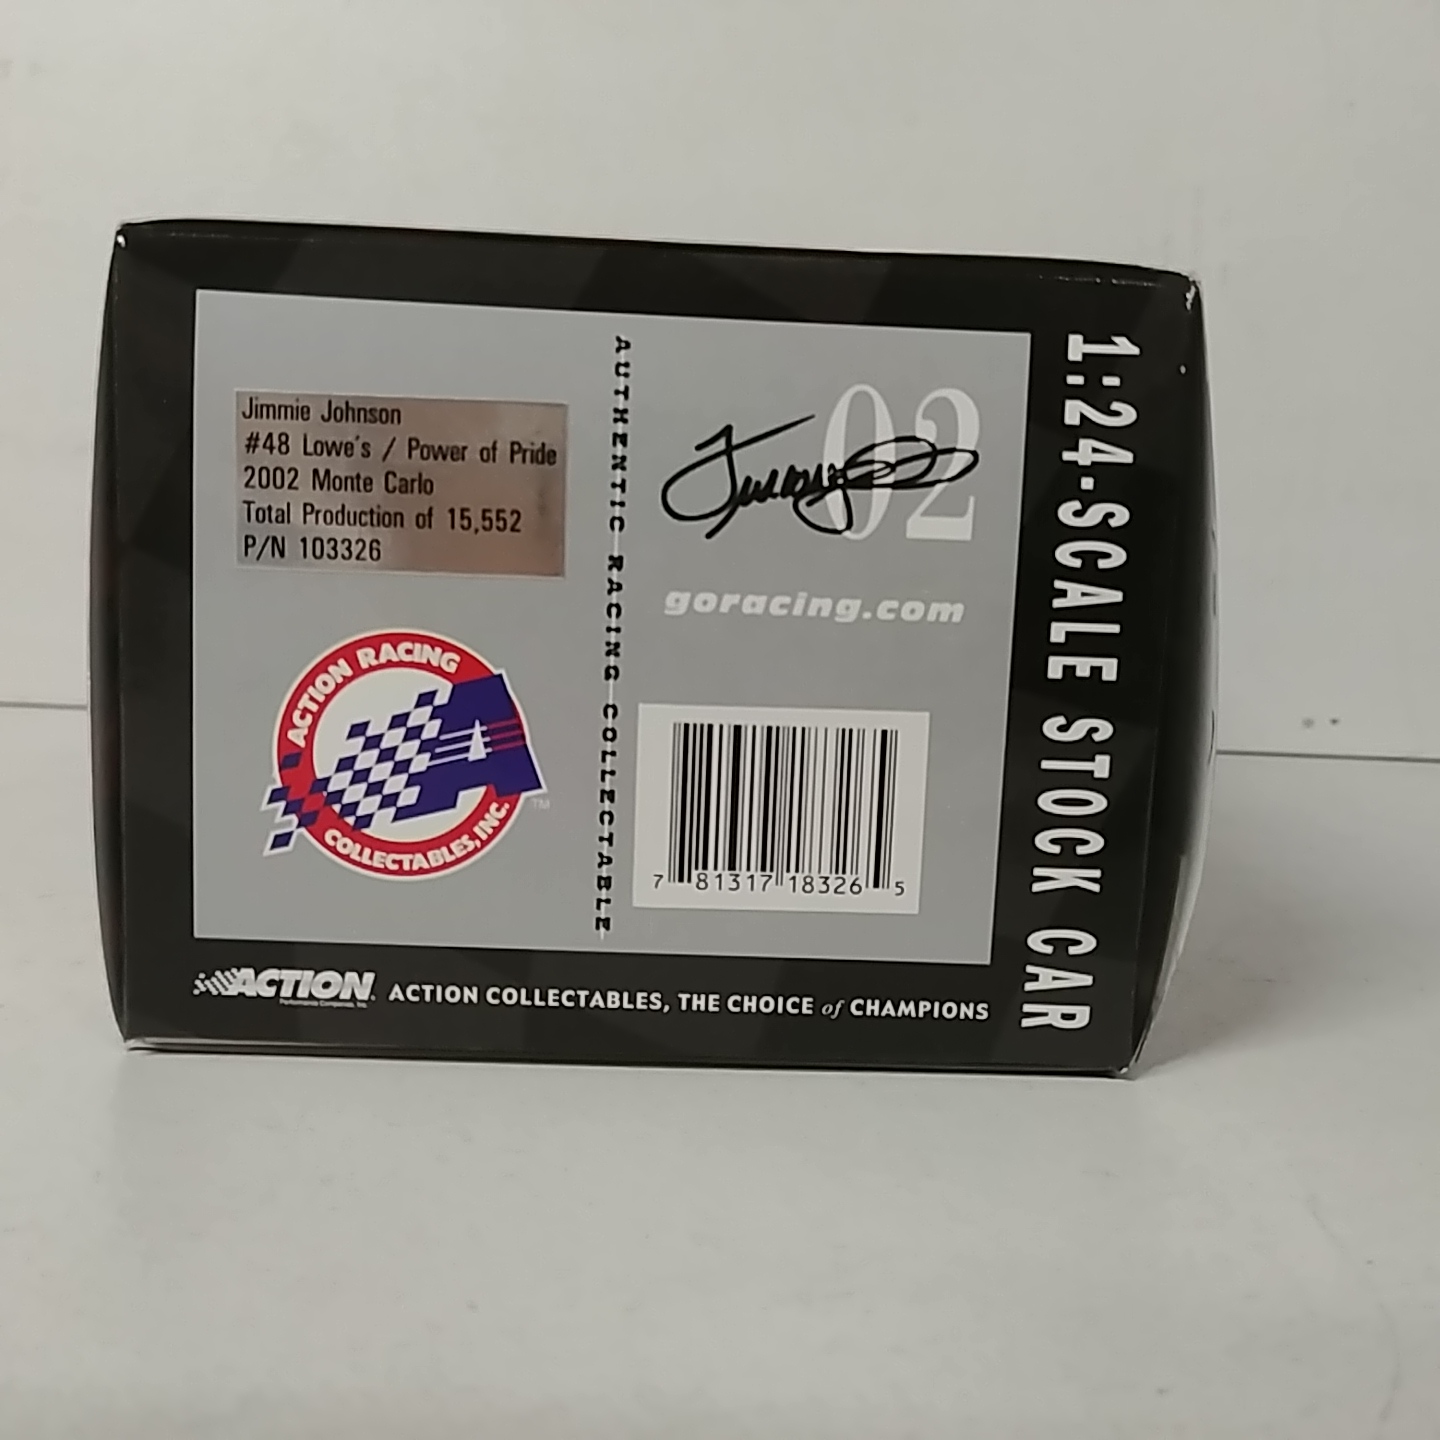 Jimmie Johnson
#48 Lowe's / Power of Pride
2002 Monte Carlo
Total Production of 15,552
P/N 103326
ACTION RACING
COLLECTABLES, INC.
TM
AUTHENTIC RACING COLLECTABLE
02
goracing.com
7 81317 18326 5
1:24-SCALE STOCK CAR
ACTION
ACTION COLLECTABLES, THE CHOICE of CHAMPIONS